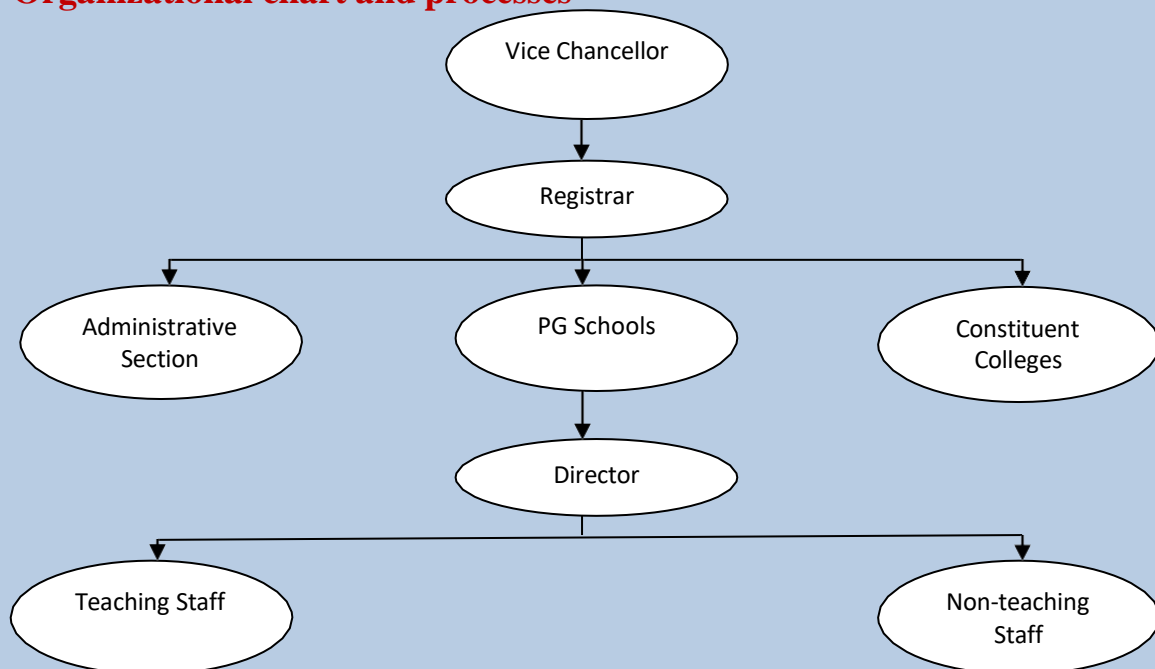 Organizational chart and processes
Vice Chancellor
Registrar
Administrative
Section
PG Schools
Constituent
Colleges
Director
Teaching Staff
Non-teaching
Staff